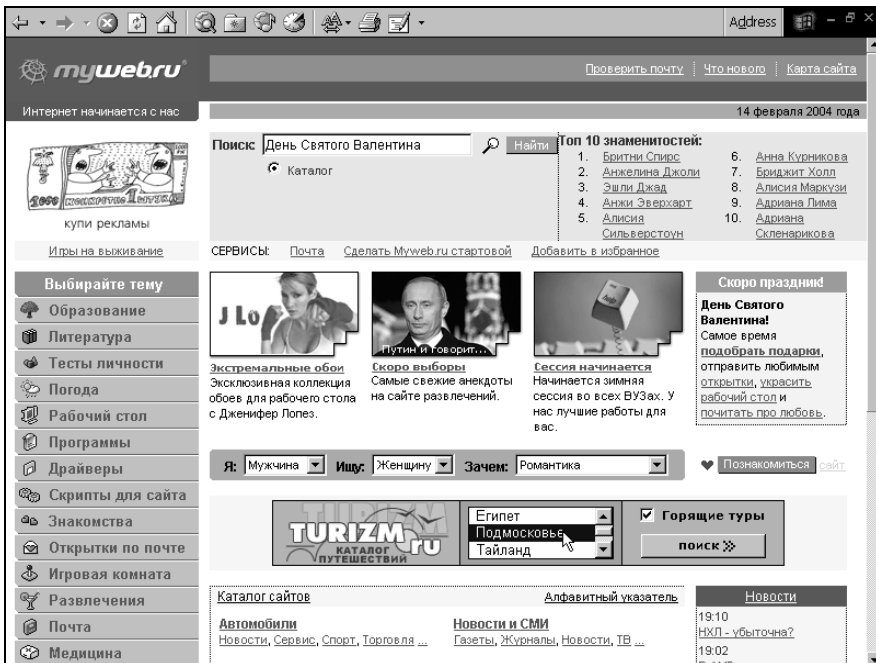 Address
myweb.ru
Проверить почту Что нового Карта сайта
Интернет начинается с нас
14 февраля 2004 года
купи рекламы
Игры на выживание
Поиск: День Святого Валентина Найти
Каталог
Топ 10 знаменитостей:
1. Бритни Спирс
2. Анжелина Джоли
3. Эшли Джад
4. Анжи Эверхарт
5. Алисия
Сильверстоун
6. Анна Курникова
7. Бриджит Холл
8. Алисия Маркузи
9. Адриана Лима
10. Адриана
Скленарикова
СЕРВИСЫ: Почта Сделать Myweb.ru стартовой Добавить в избранное
Выбирайте тему
Образование
Литература
Тесты личности
Погода
Рабочий стол
Программы
Драйверы
Скрипты для сайта
Знакомства
Открытки по почте
Игровая комната
Развлечения
Почта
Медицина
J Lo
Экстремальные обои
Эксклюзивная коллекция
обоев для рабочего стола
с Дженифер Лопез.
Путин и говорит...
Скоро выборы
Самые свежие анекдоты
на сайте развлечений.
Сессия начинается
Начинается зимняя
сессия во всех ВУЗах. У
нас лучшие работы для
вас.
Скоро праздник!
День Святого
Валентина!
Самое время
подобрать подарки,
отправить любимым
открытки, украсить
рабочий стол и
почитать про любовь.
Я: Мужчина Ищу: Женщину Зачем: Романтика
Познакомиться сайт
TURIZM
TURIZM.ru
КАТАЛОГ
ПУТЕШЕСТВИЙ
Египет
Подмосковье
Тайланд
Горящие туры
поиск
Каталог сайтов Алфавитный указатель
Автомобили
Новости, Сервис, Спорт, Торговля ...
Новости и СМИ
Газеты, Журналы, Новости, ТВ ...
Новости
19:10
НХЛ - убыточна?
19:02